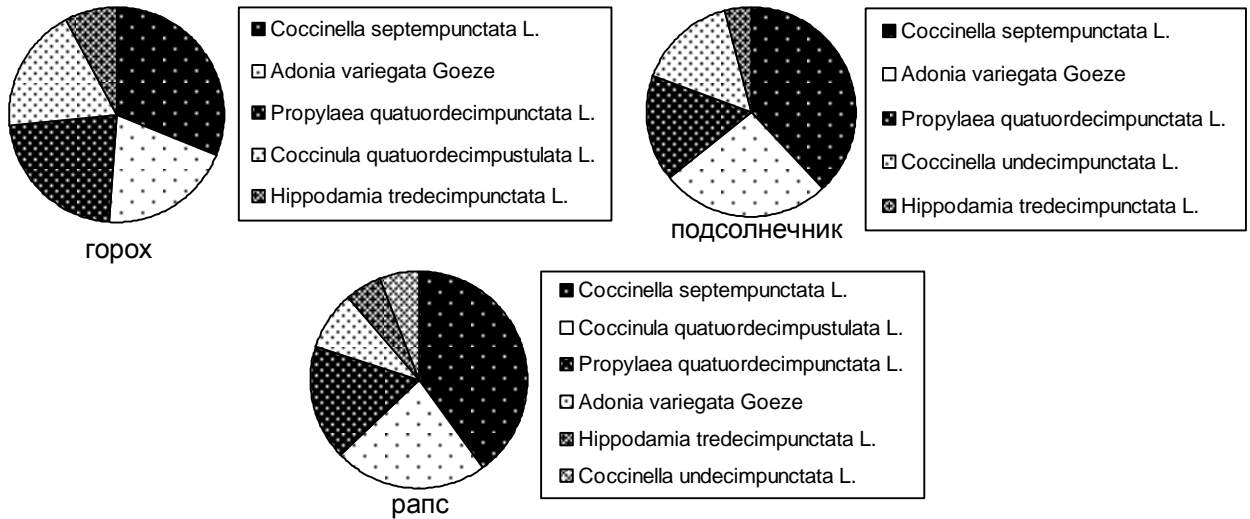 Coccinella septempunctata L.
Adonia variegata Goeze
Propylaea quatuordecimpunctata L.
Coccinula quatuordecimpustulata L.
Hippodamia tredecimpunctata L.
горох
Coccinella septempunctata L.
Adonia variegata Goeze
Propylaea quatuordecimpunctata L.
Coccinella undecimpunctata L.
Hippodamia tredecimpunctata L.
подсолнечник
Coccinella septempunctata L.
Coccinula quatuordecimpustulata L.
Propylaea quatuordecimpunctata L.
Adonia variegata Goeze
Hippodamia tredecimpunctata L.
Coccinella undecimpunctata L.
рапс